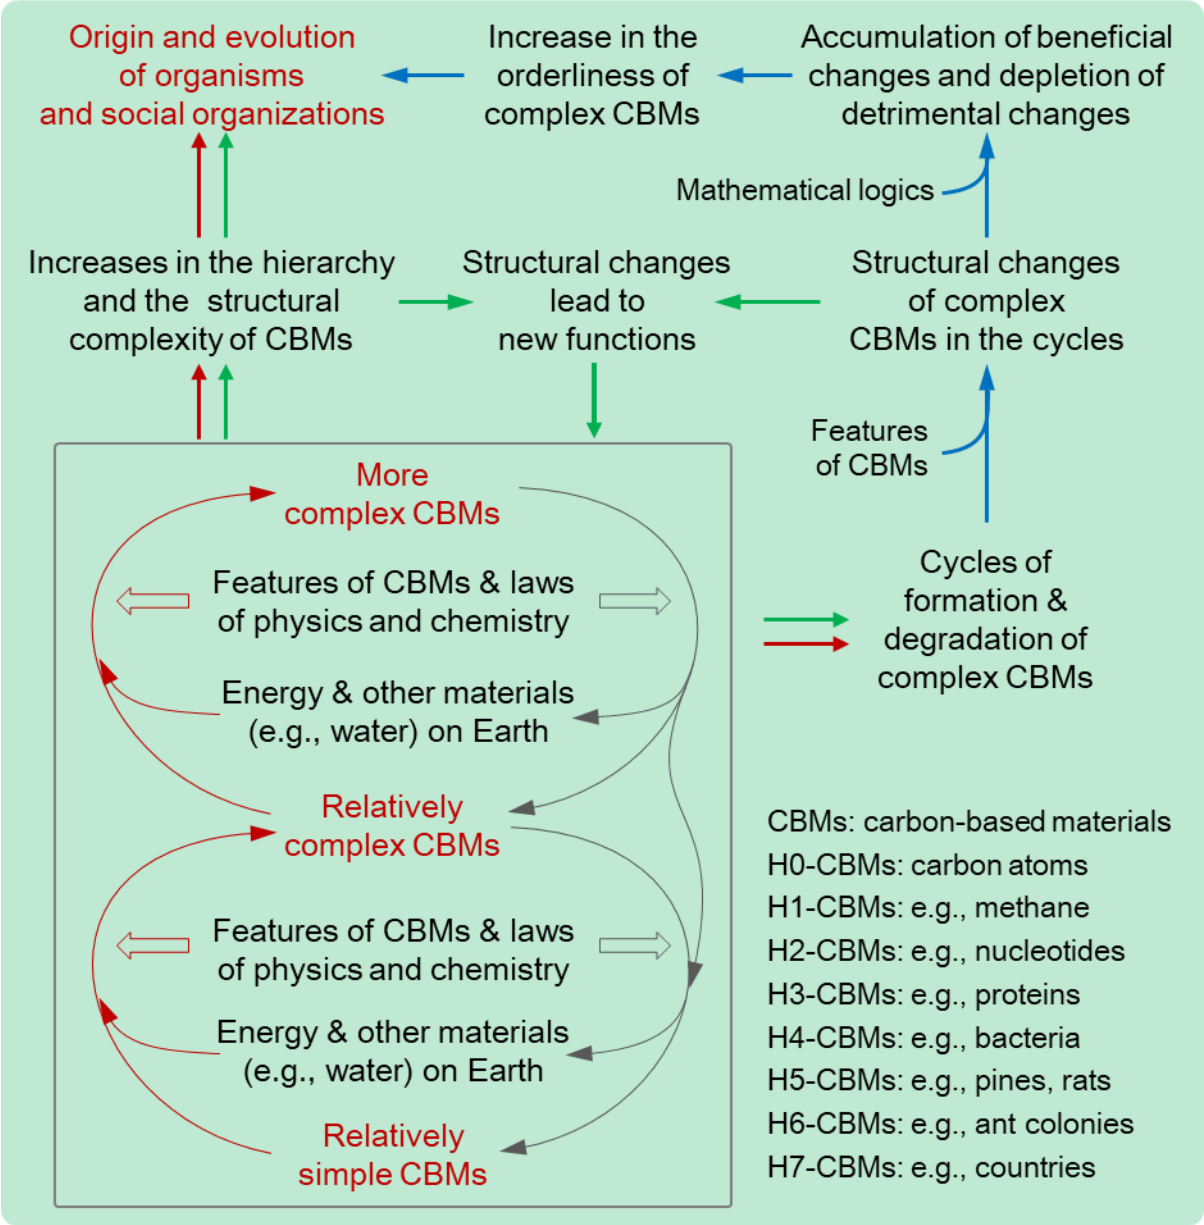 Origin and evolution
of organisms
and social organizations
Increase in the
orderliness of
complex CBMs
Accumulation of beneficial
changes and depletion of
detrimental changes
Mathematical logics
Increases in the hierarchy
and the structural
complexity of CBMs
Structural changes
lead to
new functions
Structural changes
of complex
CBMs in the cycles
Features
of CBMs
More
complex CBMs
Features of CBMs & laws
of physics and chemistry
Energy & other materials
(e.g., water) on Earth
Relatively
complex CBMs
Features of CBMs & laws
of physics and chemistry
Energy & other materials
(e.g., water) on Earth
Relatively
simple CBMs
Cycles of
formation &
degradation of
complex CBMs
CBMs: carbon-based materials
H0-CBMs: carbon atoms
H1-CBMs: e.g., methane
H2-CBMs: e.g., nucleotides
H3-CBMs: e.g., proteins
H4-CBMs: e.g., bacteria
H5-CBMs: e.g., pines, rats
H6-CBMs: e.g., ant colonies
H7-CBMs: e.g., countries